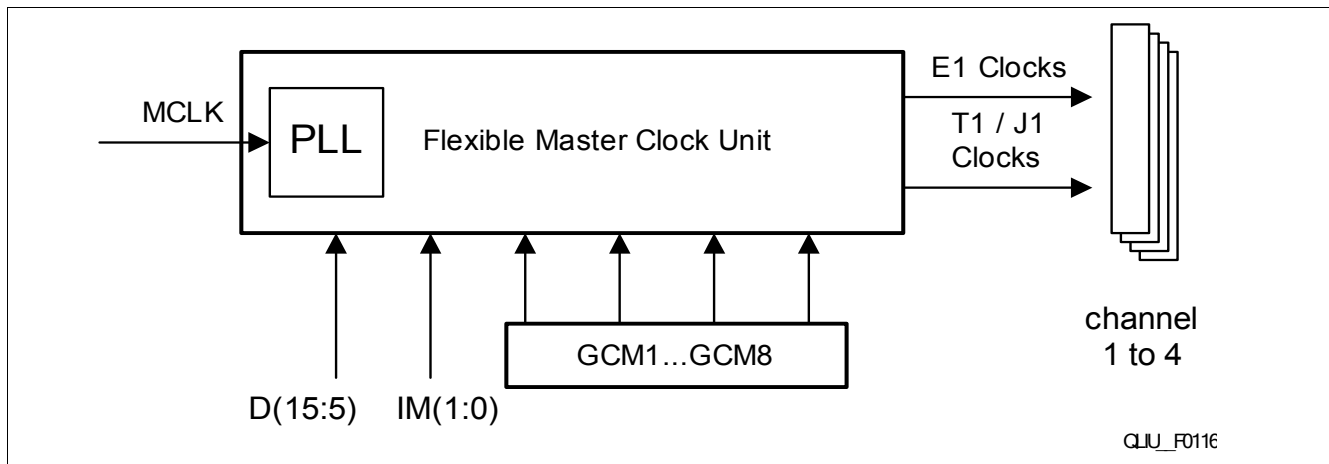 MCLK
PLL
Flexible Master Clock Unit
E1 Clocks
T1 / J1
Clocks
GCM1...GCM8
D(15:5)
IM(1:0)
channel
1 to 4
QLIU_F0116